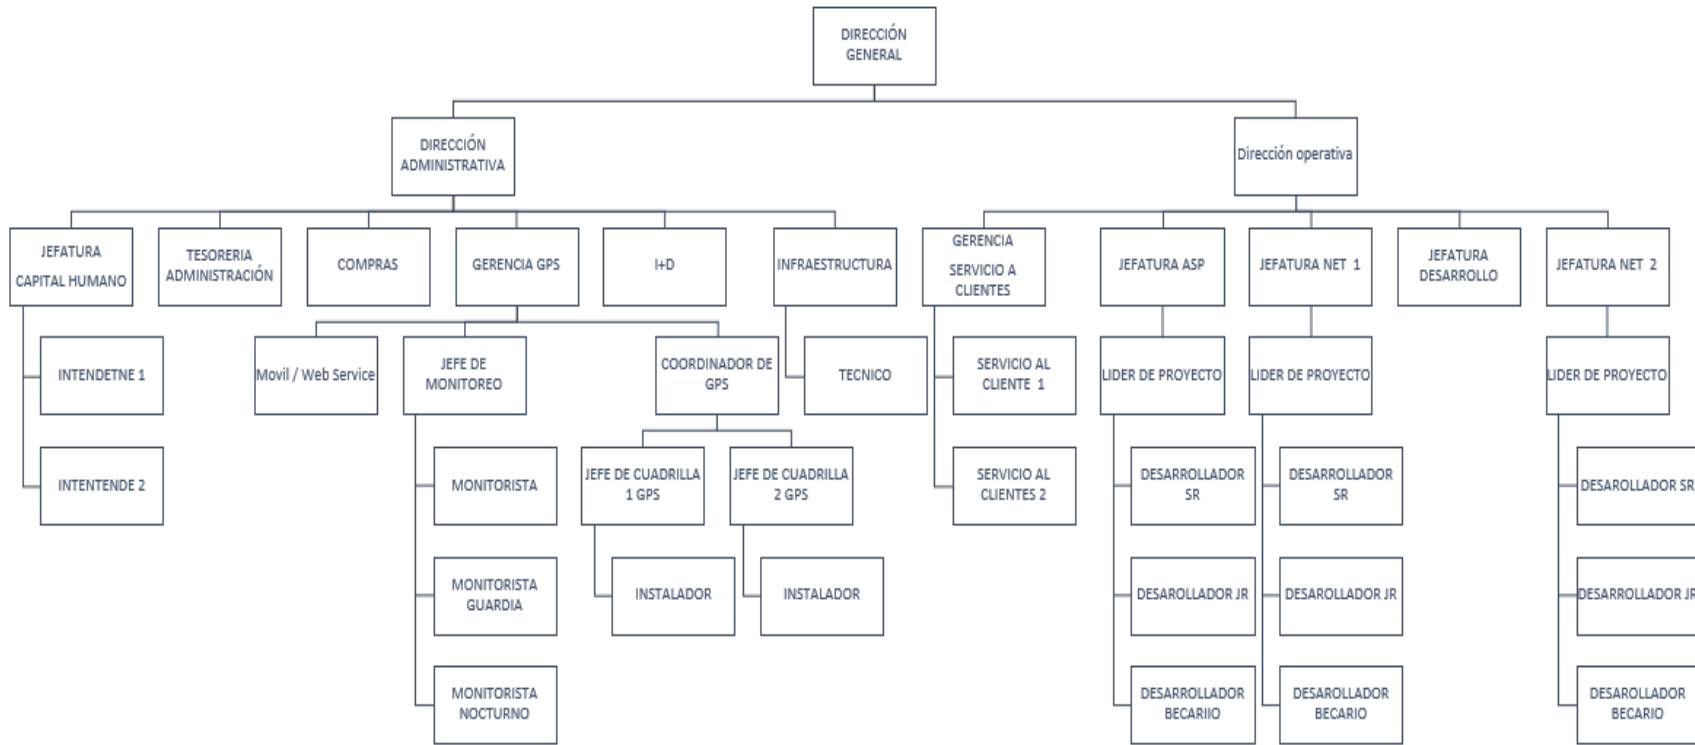 DIRECCIÓN
GENERAL
DIRECCIÓN
ADMINISTRATIVA
Dirección operativa
JEFATURA
CAPITAL HUMANO
TESORERIA
ADMINISTRACIÓN
COMPRAS
GERENCIA GPS
I+D
INFRAESTRUCTURA
GERENCIA
SERVICIO A
CLIENTES
JEFATURA ASP
JEFATURA NET 1
JEFATURA
DESARROLLO
JEFATURA NET 2
INTENDETNE 1
Movil / Web Service
JEFE DE
MONITOREO
COORDINADOR DE
GPS
TECNICO
SERVICIO AL
CLIENTE 1
LIDER DE PROYECTO
LIDER DE PROYECTO
LIDER DE PROYECTO
INTENTENDE 2
MONITORISTA
JEFE DE CUADRILLA
1 GPS
JEFE DE CUADRILLA
2 GPS
SERVICIO AL
CLIENTES 2
DESARROLLADOR
SR
DESARROLLADOR
SR
DESAROLLADOR SR
MONITORISTA
GUARDIA
INSTALADOR
INSTALADOR
DESAROLLADOR JR
DESAROLLADOR JR
DESARROLLADOR JR
MONITORISTA
NOCTURNO
DESARROLLADOR
BECARIIO
DESARROLLADOR
BECARIO
DESAROLLADOR
BECARIO